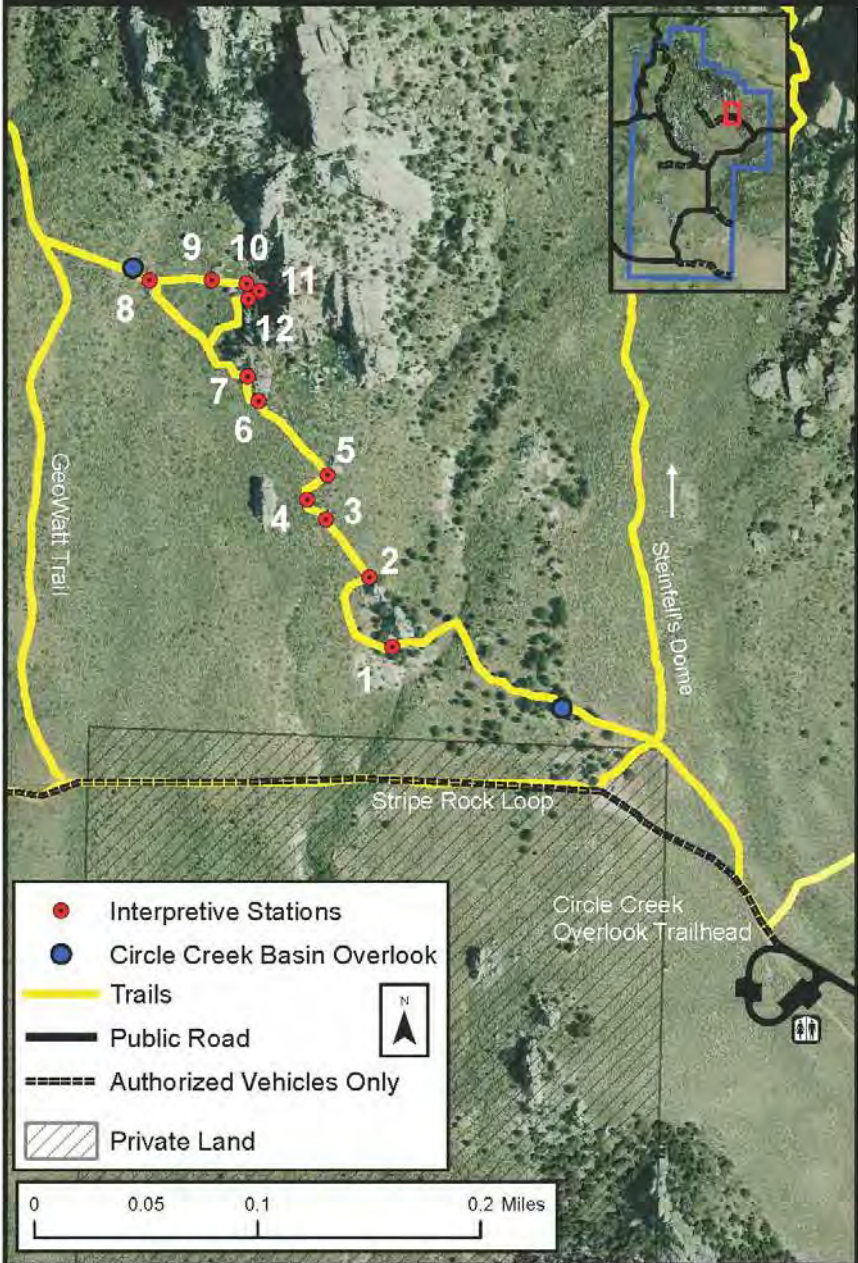 9
10
11
8
12
7
6
5
4
3
2
1
GeoWatt Trail
Steinfell's Dome
Stripe Rock Loop
Circle Creek
Overlook Trailhead
Interpretive Stations
Circle Creek Basin Overlook
Trails
N
Public Road
Authorized Vehicles Only
Private Land
0 0.05 0.1 0.2 Miles